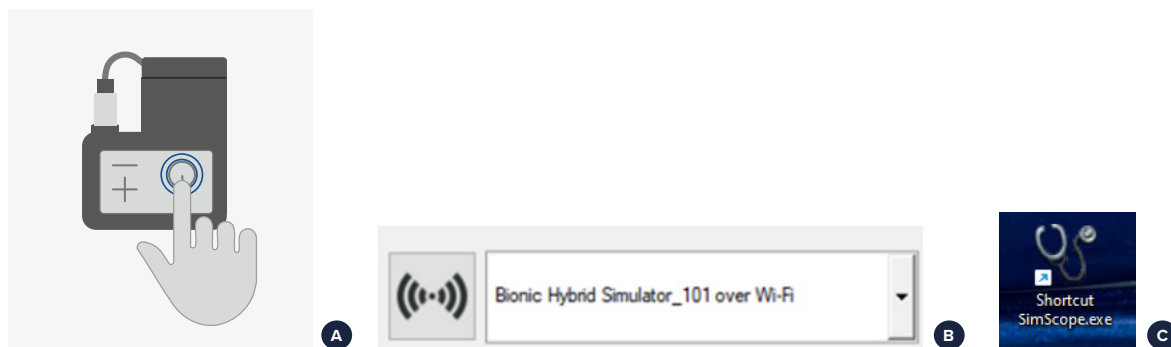 A
Bionic Hybrid Simulator_101 over Wi-Fi
B
Shortcut
SimScope.exe
C